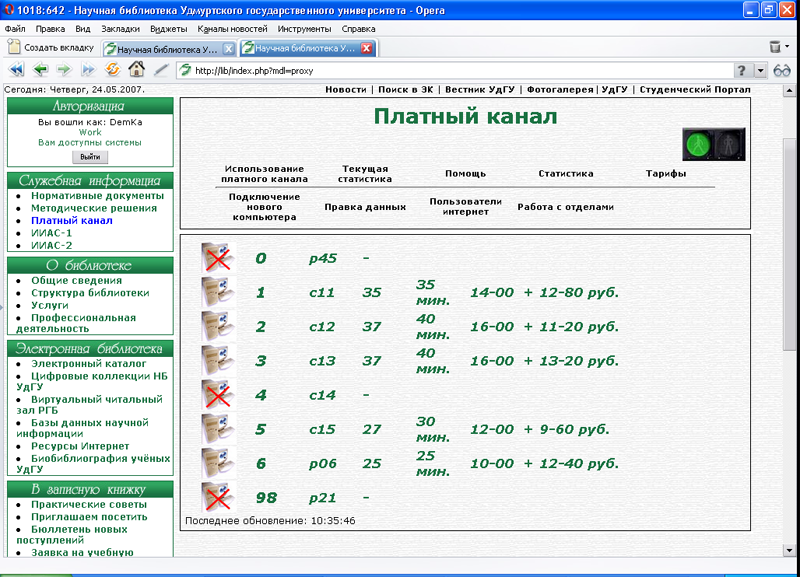 1018:642 - Научная библиотека Удмуртского государственного университета - Opera
Файл Правка Вид Закладки Виджеты Каналы новостей Инструменты Справка
Создать вкладку Научная библиотека У... Научная библиотека УдГ...
http://lib/index.php?mdl=proxy
Сегодня: Четверг, 24.05.2007.
Новости | Поиск в ЭК | Вестник УдГУ | Фотогалерея | УдГУ | Студенческий Портал
Авторизация
Вы вошли как: DemKa
Work
Вам доступны системы
Выйти
Служебная информация
Нормативные документы
Методические решения
Платный канал
ИИАС-1
ИИАС-2
О библиотеке
Общие сведения
Структура библиотеки
Услуги
Профессиональная
деятельность
Электронная библиотека
Электронный каталог
Цифровые коллекции НБ
УдГУ
Виртуальный читальный
зал РГБ
Базы данных научной
информации
Ресурсы Интернет
Биобиблиография учёных
УдГУ
В записную книжку
Практические советы
Приглашаем посетить
Бюллетень новых
поступлений
Заявка на учебную
Платный канал
Использование
платного канала
Текущая
статистика
Помощь
Статистика
Тарифы
Подключение
нового
компьютера
Правка данных
Пользователи
интернет
Работа с отделами
0 p45 -
1 c11 35 35 мин. 14-00 + 12-80 руб.
2 c12 37 40 мин. 16-00 + 11-20 руб.
3 c13 37 40 мин. 16-00 + 13-20 руб.
4 c14 -
5 c15 27 30 мин. 12-00 + 9-60 руб.
6 p06 25 25 мин. 10-00 + 12-40 руб.
98 p21 -
Последнее обновление: 10:35:46